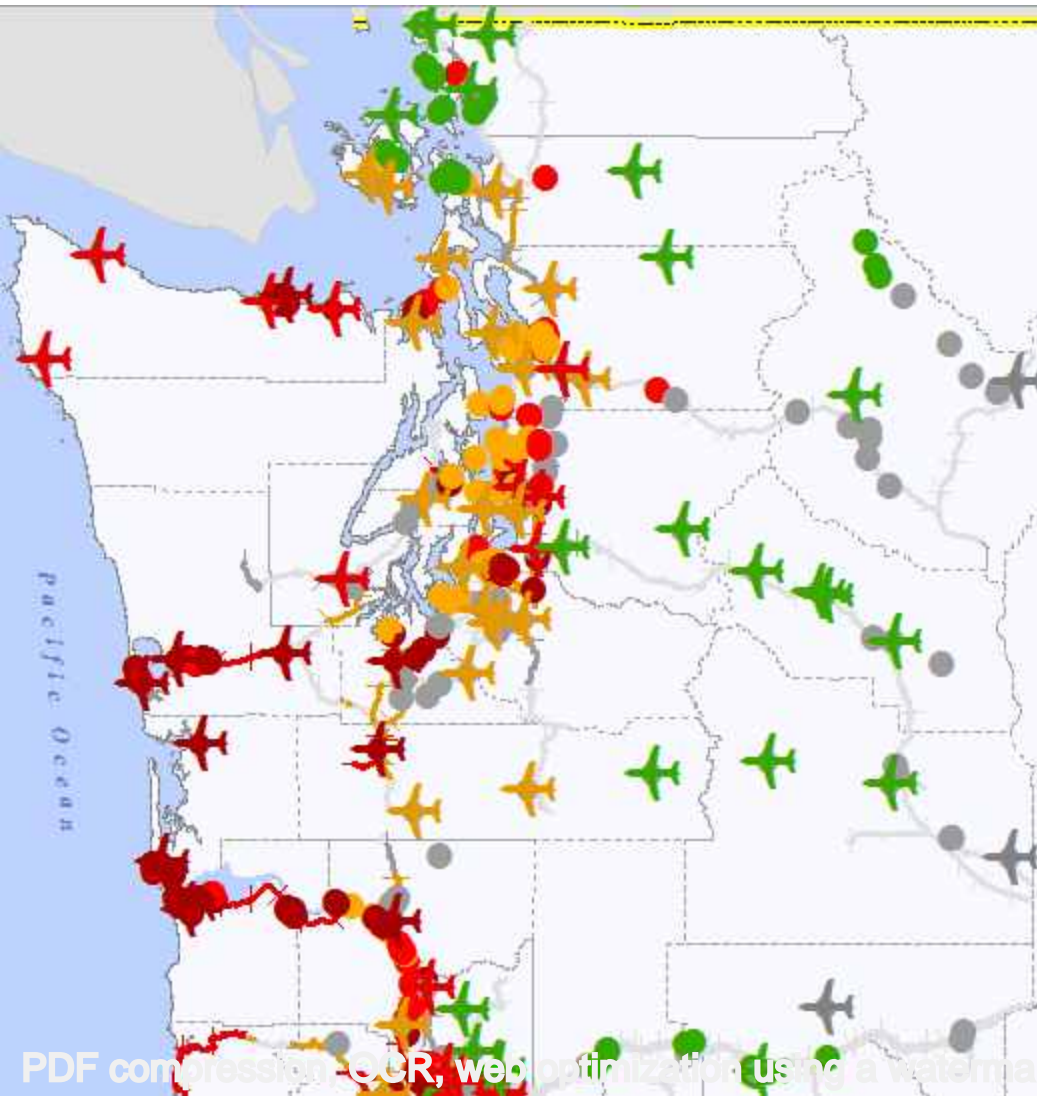 Pacific Ocean
PDF compression, OCR, web optimization using a waterma